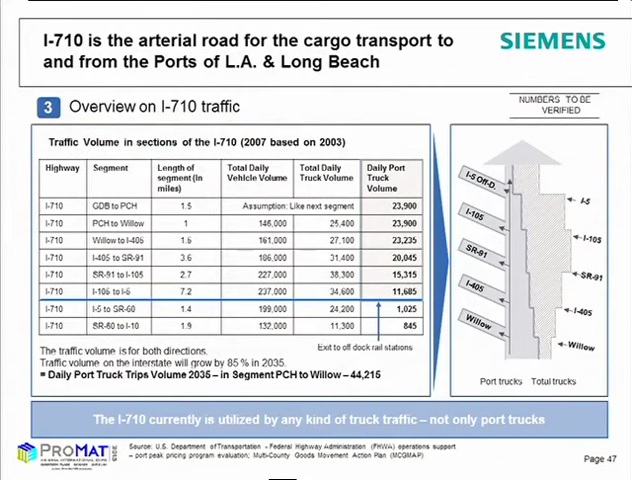 I-710 is the arterial road for the cargo transport to
and from the Ports of L.A. & Long Beach
SIEMENS
3 Overview on I-710 traffic
NUMBERS TO BE
VERIFIED
Traffic Volume in sections of the I-710 (2007 based on 2003)
Highway Segment Length of segment (in miles) Total Daily Vehicle Volume Total Daily Truck Volume Daily Port Truck Volume
I-710 GDB to PCH 1.5 Assumption: Like next segment 23,900
I-710 PCH to Willow 1 146,000 25,400 23,900
I-710 Willow to I-405 1.5 161,000 27,100 23,235
I-710 I-405 to SR-91 3.6 186,000 31,400 20,045
I-710 SR-91 to I-105 2.7 227,000 38,300 15,315
I-710 I-105 to I-5 7.2 237,000 34,600 11,685
I-710 I-5 to SR-60 1.4 199,000 24,200 1,025
I-710 SR-60 to I-10 1.9 132,000 11,300 845
Exit to off dock rail stations
The traffic volume is for both directions.
Traffic volume on the interstate will grow by 85% in 2035.
= Daily Port Truck Trips Volume 2035 – in Segment PCH to Willow – 44,215
I-5 Off-D.
I-105
SR-91
I-405
Willow
I-5
I-105
SR-91
I-405
Willow
Port trucks Total trucks
The I-710 currently is utilized by any kind of truck traffic – not only port trucks
PROMAT 2013
Source: U.S. Department of Transportation - Federal Highway Administration (FHWA) operations support
– port peak pricing program evaluation; Multi-County Goods Movement Action Plan (MCGMAP)
Page 47